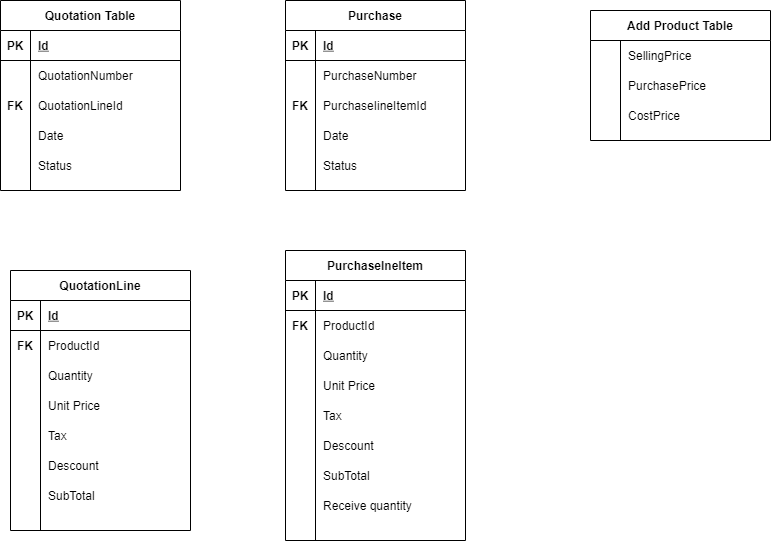 Quotation Table
PK Id
QuotationNumber
FK QuotationLineId
Date
Status
Purchase
PK Id
PurchaseNumber
FK PurchaselineItemId
Date
Status
Add Product Table
SellingPrice
PurchasePrice
CostPrice
QuotationLine
PK Id
FK ProductId
Quantity
Unit Price
Tax
Descount
SubTotal
PurchaseIneItem
PK Id
FK ProductId
Quantity
Unit Price
Tax
Descount
SubTotal
Receive quantity